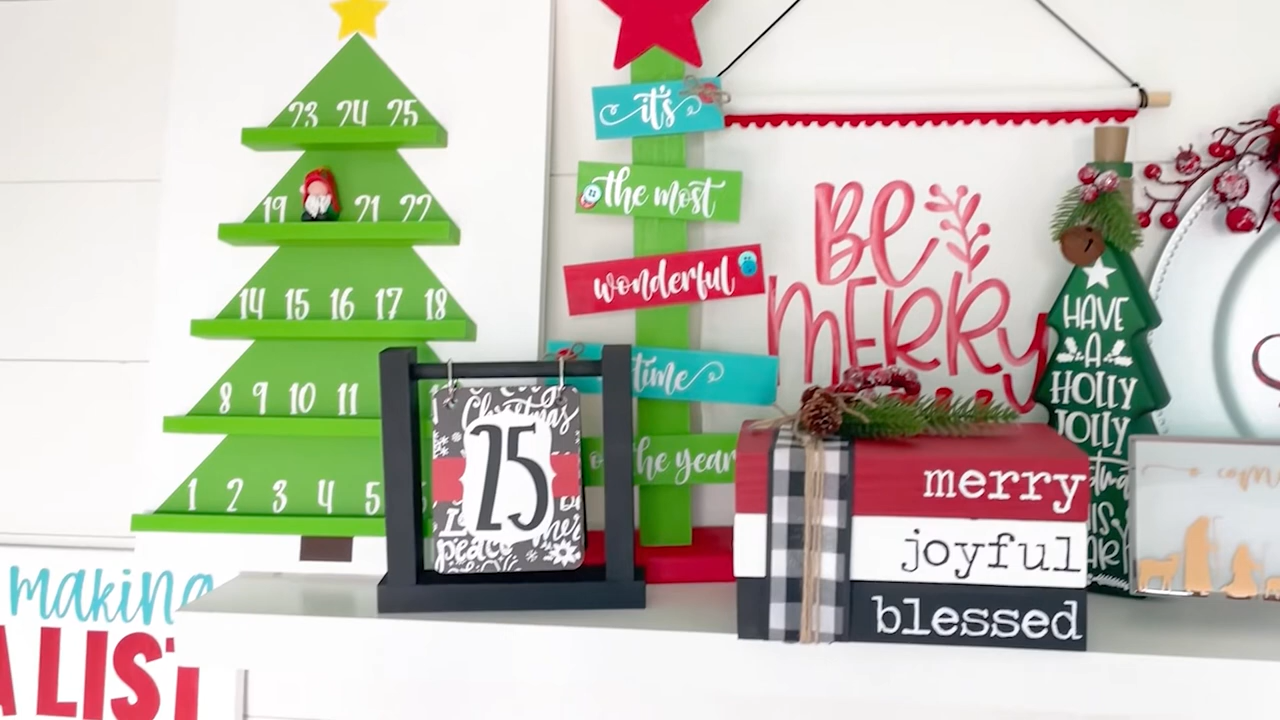 23 24 25
19 21 22
14 15 16 17 18
8 9 10 11
1 2 3 4 5
making
A LIST
it's
the most
wonderful
time
the year
Christmas
25
peace
BE
MERRY
merry
joyful
blessed
HAVE
A
HOLLY
JOLLY